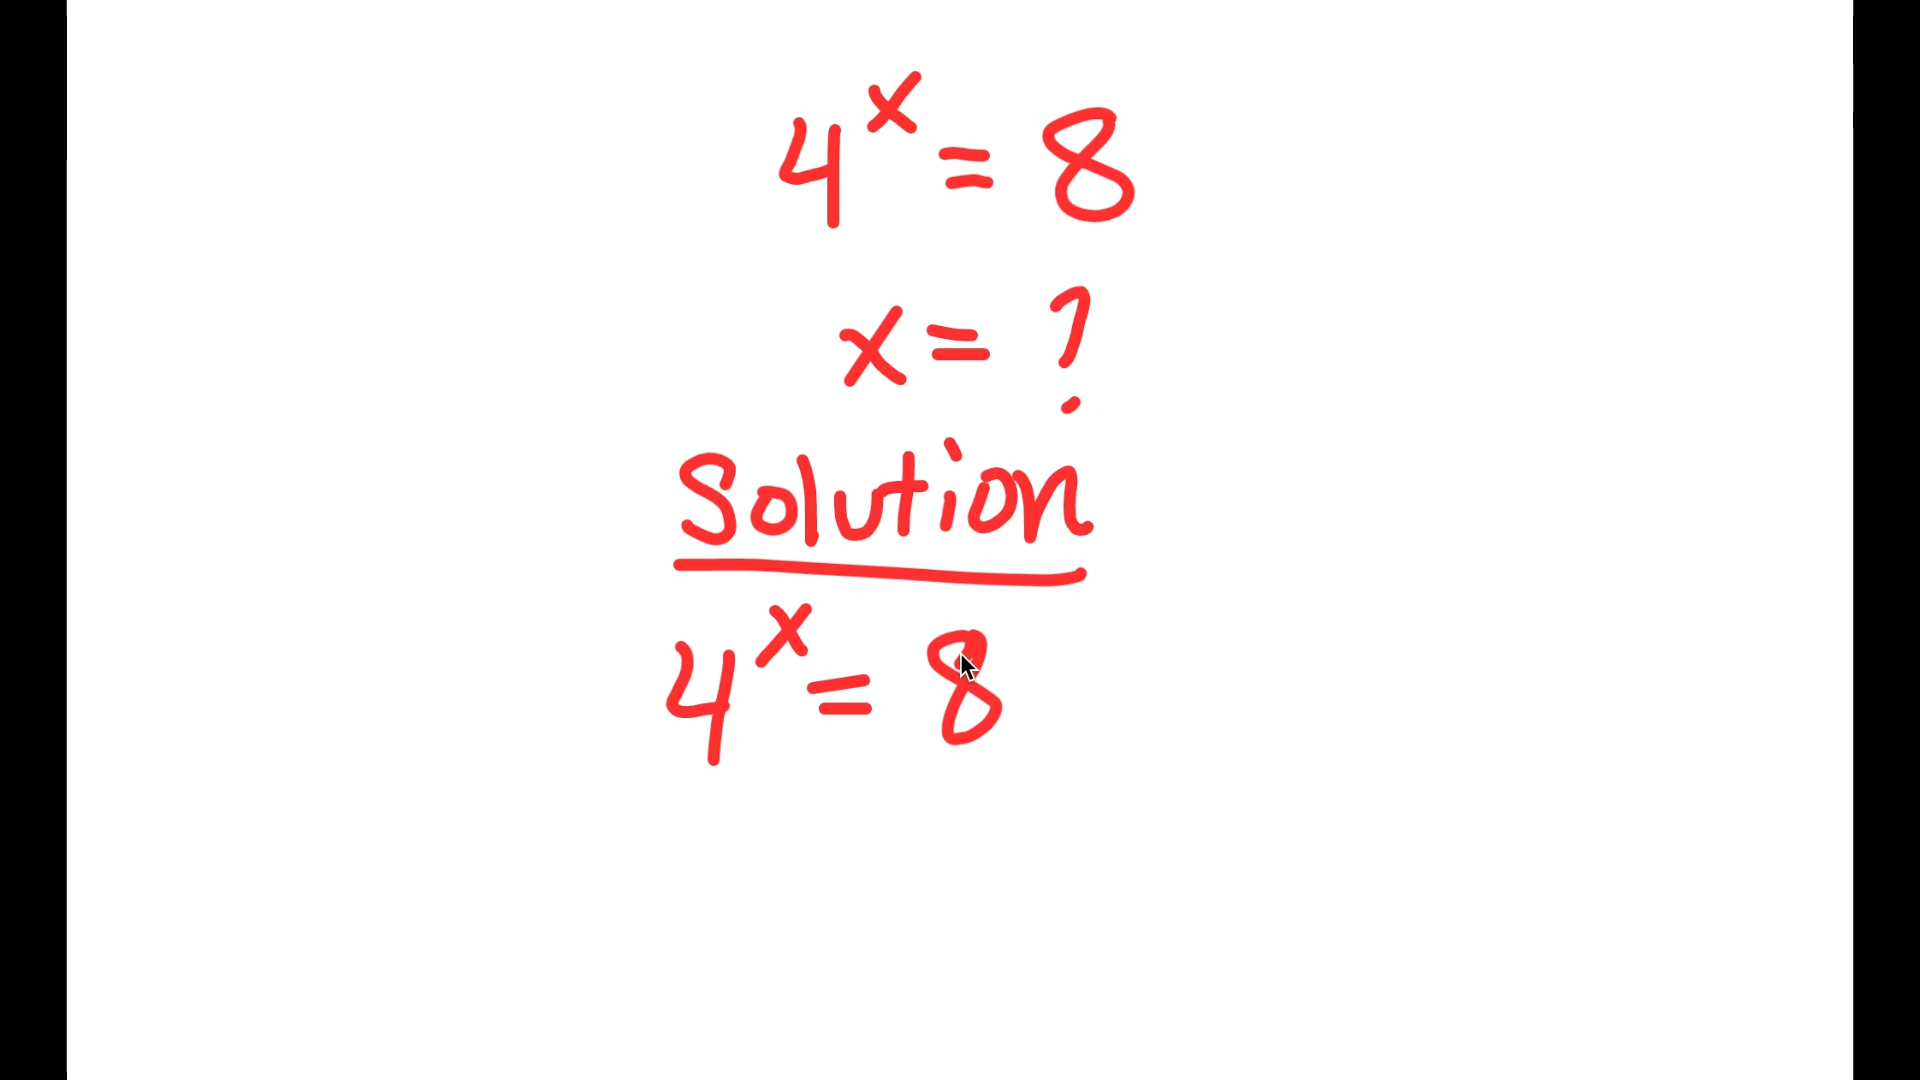 4^x = 8
x = ?
Solution
4^x = 8